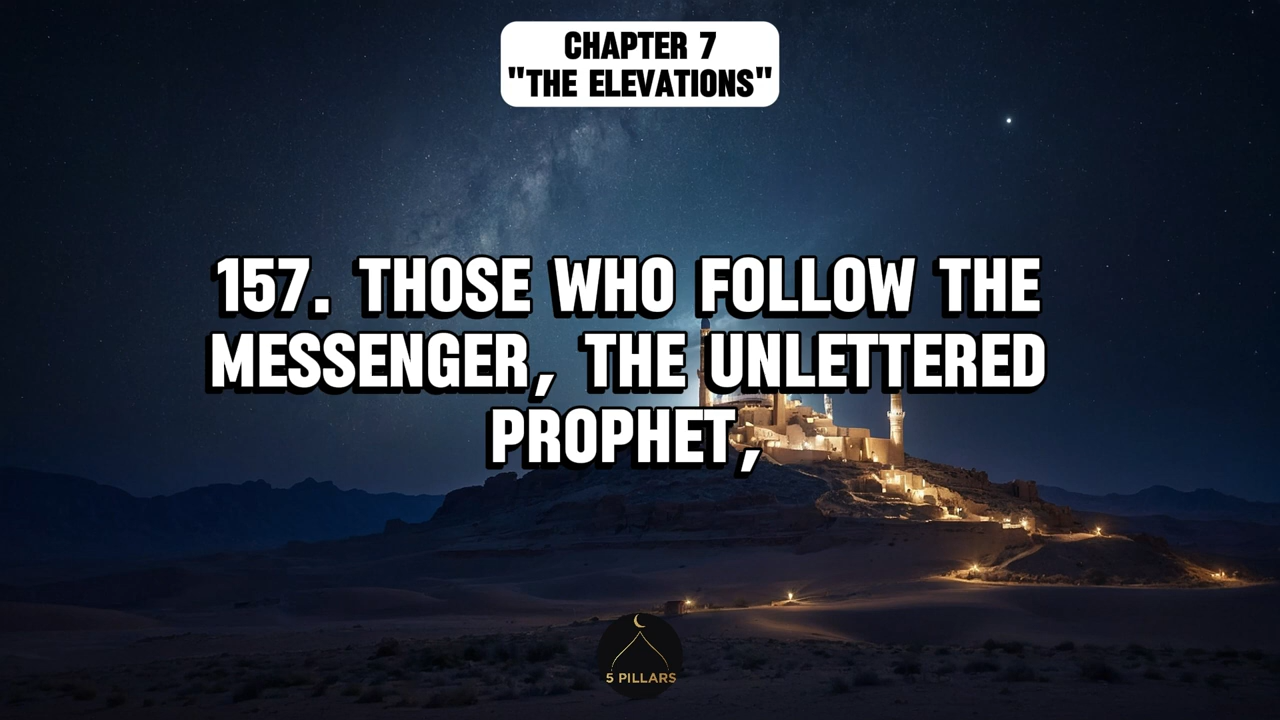 CHAPTER 7
"THE ELEVATIONS"
157. THOSE WHO FOLLOW THE
MESSENGER, THE UNLETTERED
PROPHET,
5 PILLARS